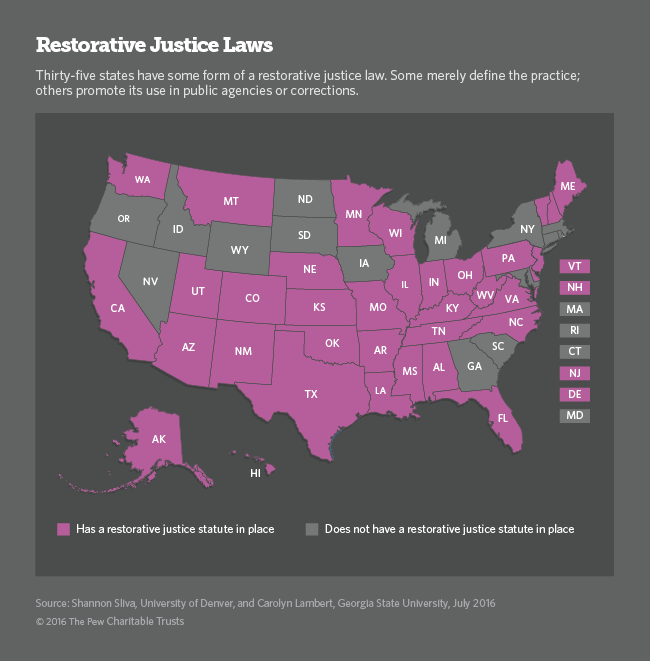 Restorative Justice Laws
Thirty-five states have some form of a restorative justice law. Some merely define the practice;
others promote its use in public agencies or corrections.
WA
MT
ND
MN
ME
OR
ID
SD
WI
MI
NY
WY
IA
PA
NE
NV
UT
CO
IL
IN
OH
WV
VA
CA
KS
MO
KY
NC
TN
AZ
NM
OK
AR
SC
MS
AL
GA
TX
LA
FL
VT
NH
MA
RI
CT
NJ
DE
MD
AK
HI
Has a restorative justice statute in place
Does not have a restorative justice statute in place
Source: Shannon Sliva, University of Denver, and Carolyn Lambert, Georgia State University, July 2016
© 2016 The Pew Charitable Trusts